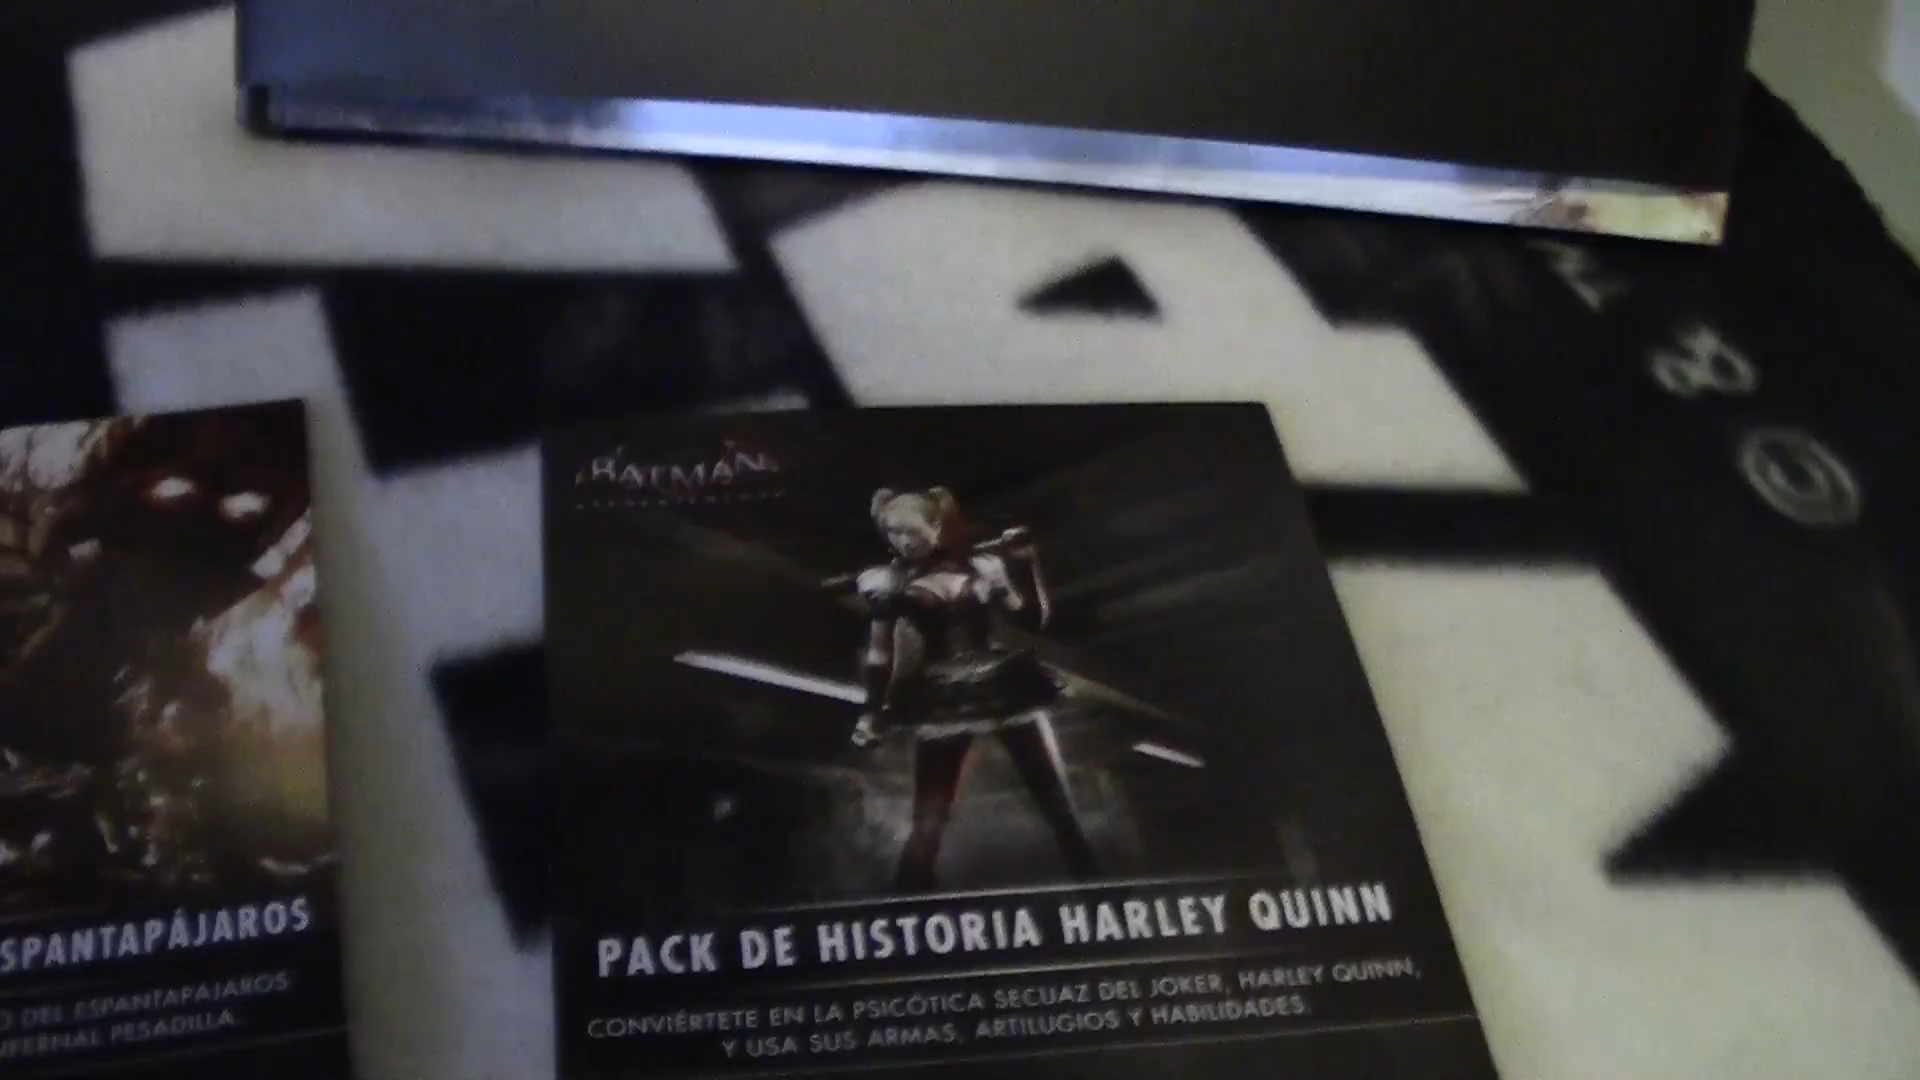 BATMAN
SPANTAPÁJAROS
O DEL ESPANTAPÁJAROS
NFERNAL PESADILLA.
PACK DE HISTORIA HARLEY QUINN
CONVIÉRTETE EN LA PSICÓTICA SECUAZ DEL JOKER, HARLEY QUINN,
Y USA SUS ARMAS, ARTILUGIOS Y HABILIDADES.